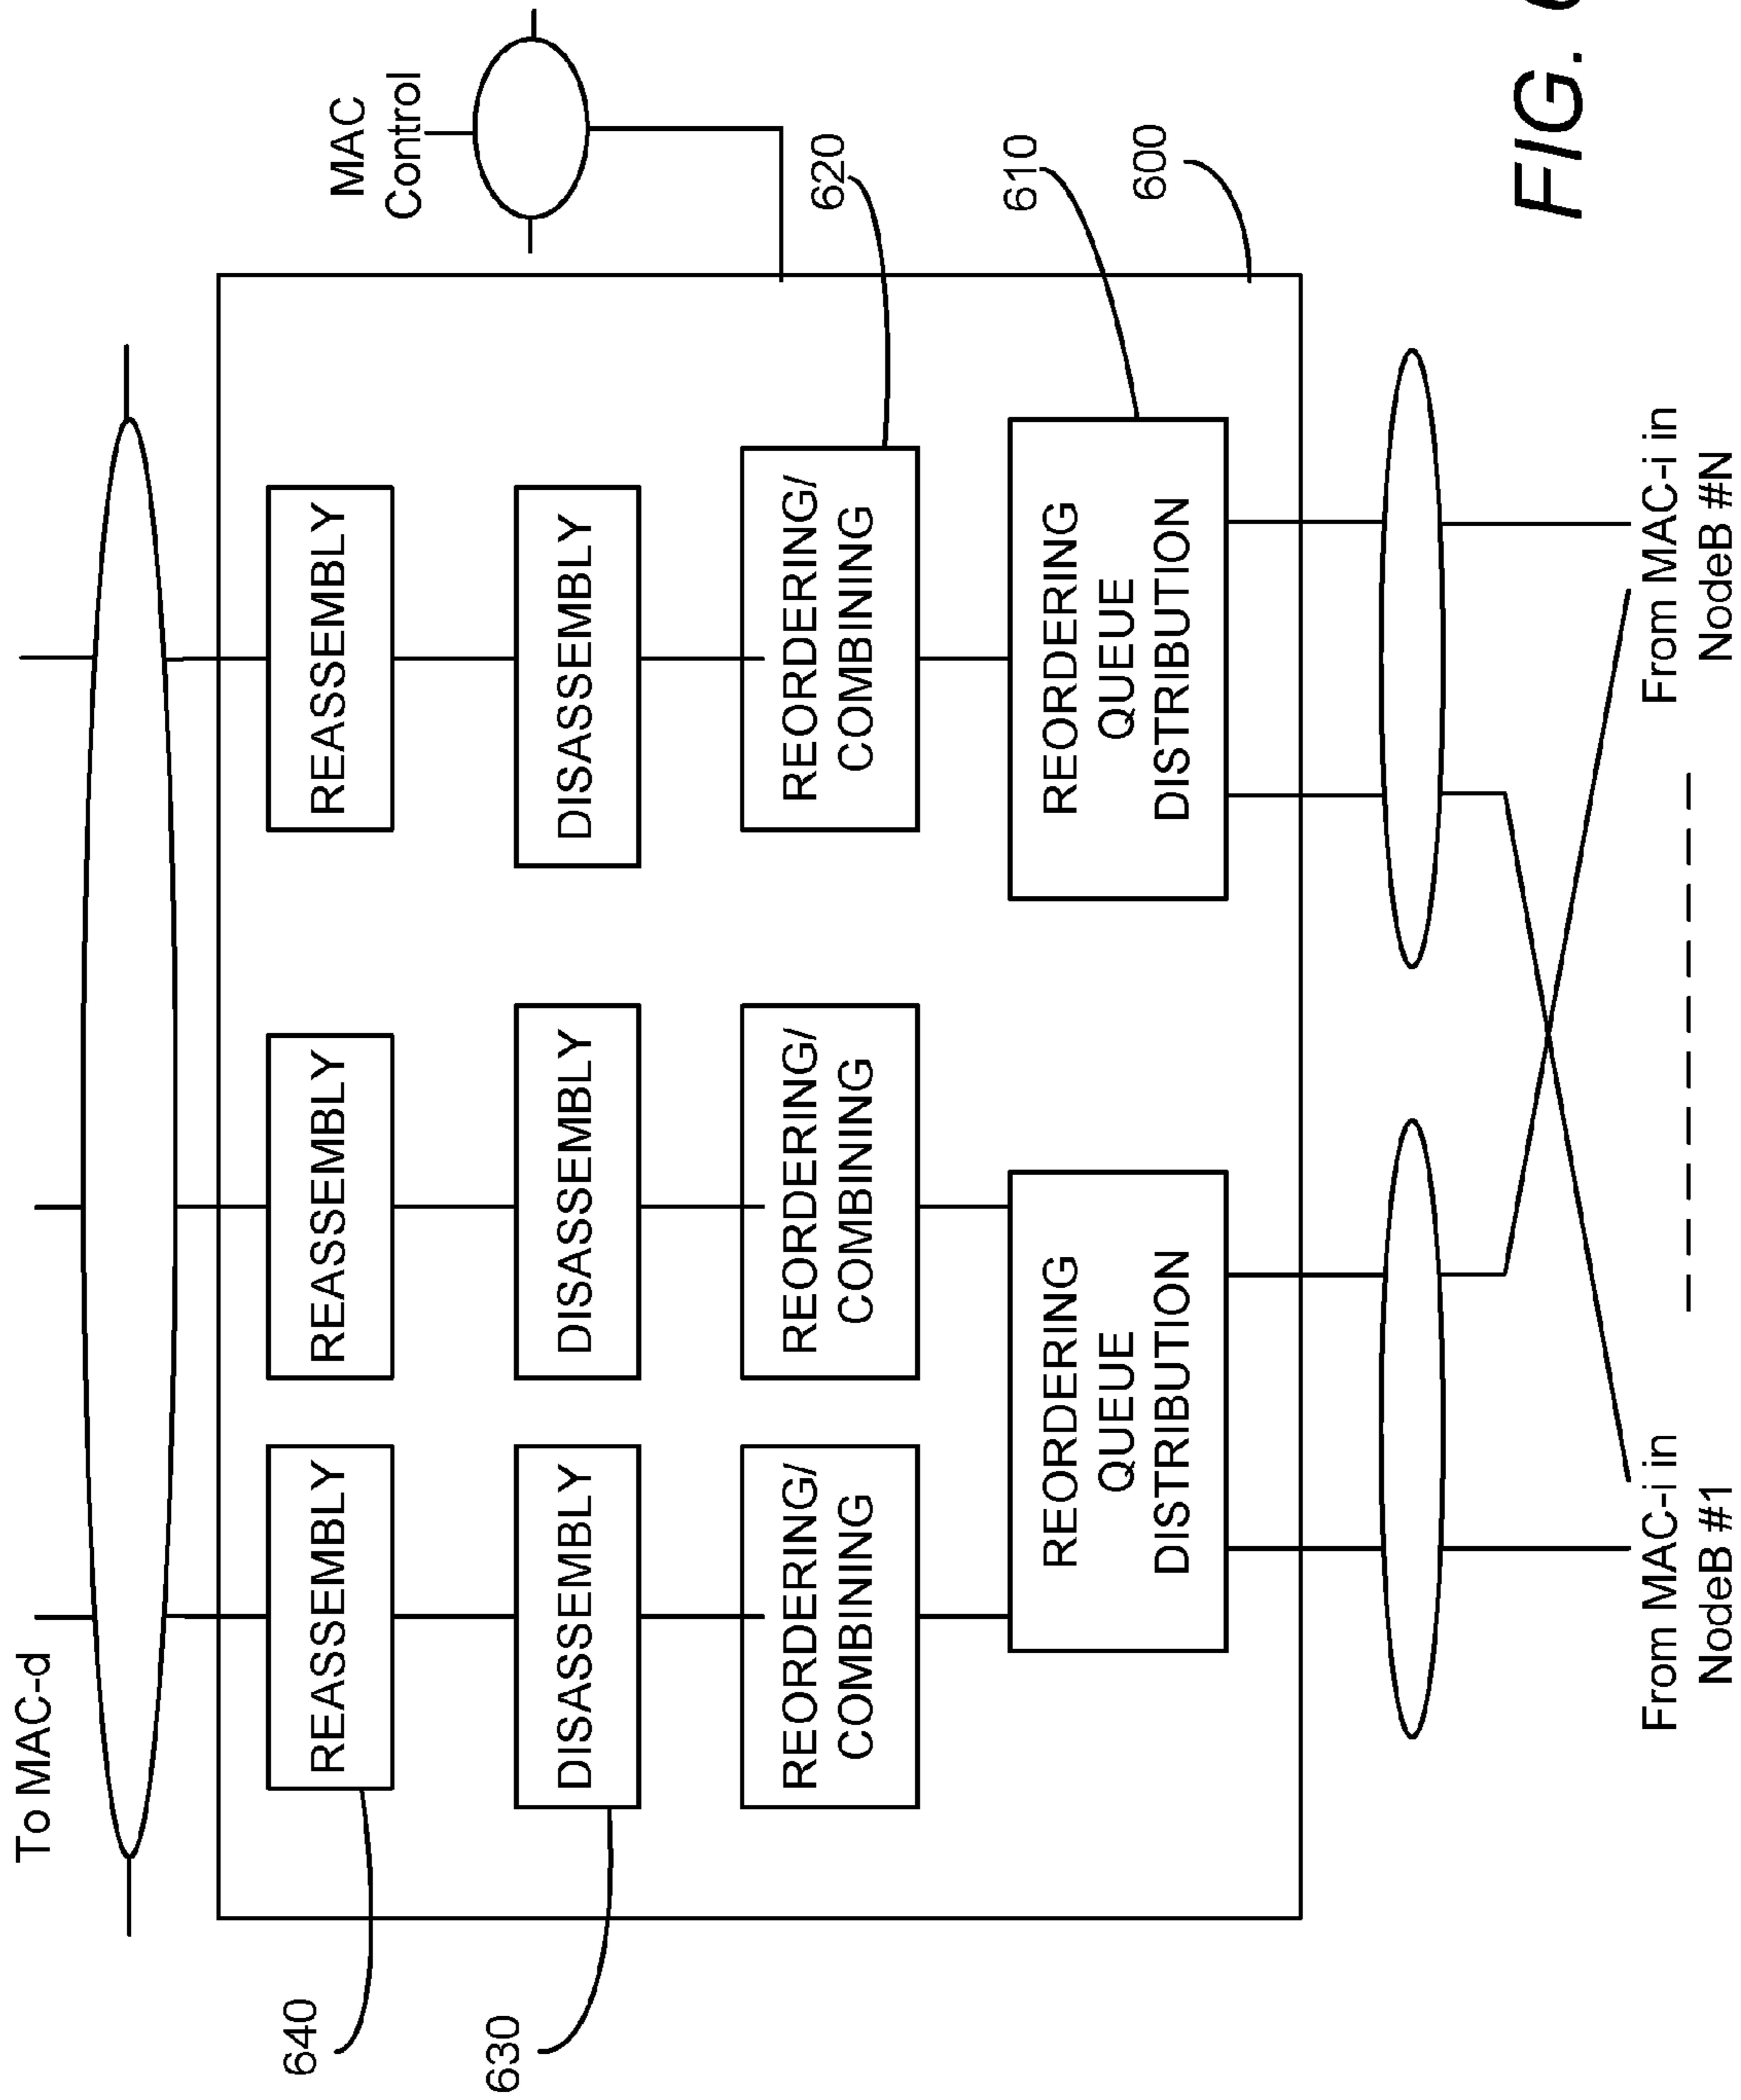 To MAC-d
MAC
Control
640
REASSEMBLY
REASSEMBLY
REASSEMBLY
630
DISASSEMBLY
DISASSEMBLY
DISASSEMBLY
REORDERING/
COMBINING
REORDERING/
COMBINING
REORDERING/
COMBINING
620
REORDERING
QUEUE
DISTRIBUTION
REORDERING
QUEUE
DISTRIBUTION
610
600
From MAC-i in
NodeB #1
From MAC-i in
NodeB #N
FIG.